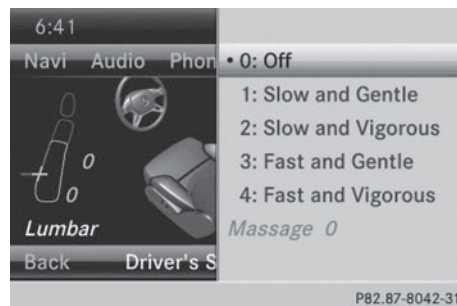 6:41
Navi Audio Phon
0
0
Lumbar
Back Driver's S
• 0: Off
1: Slow and Gentle
2: Slow and Vigorous
3: Fast and Gentle
4: Fast and Vigorous
Massage 0
P82.87-8042-31